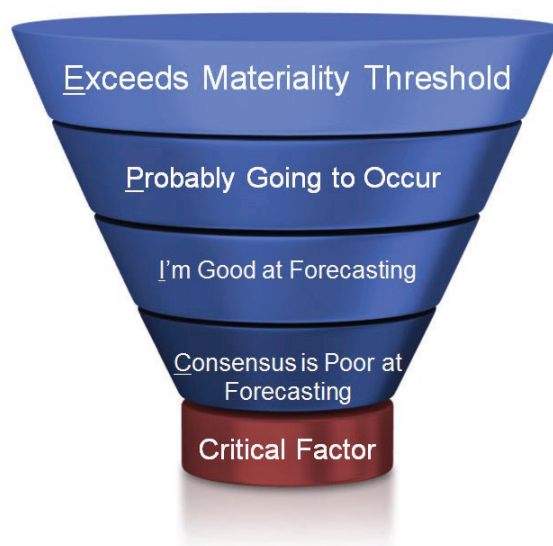 Exceeds Materiality Threshold
Probably Going to Occur
I'm Good at Forecasting
Consensus is Poor at
Forecasting
Critical Factor